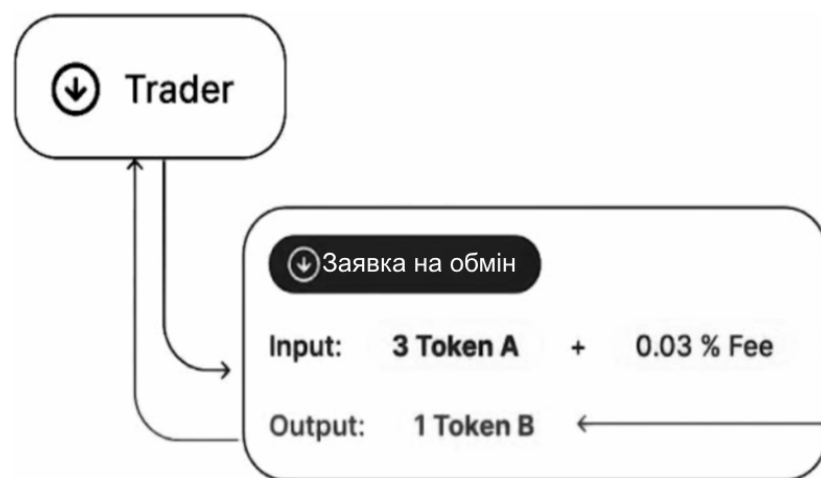 Trader
Заявка на обмін
Input: 3 Token A + 0.03 % Fee
Output: 1 Token B